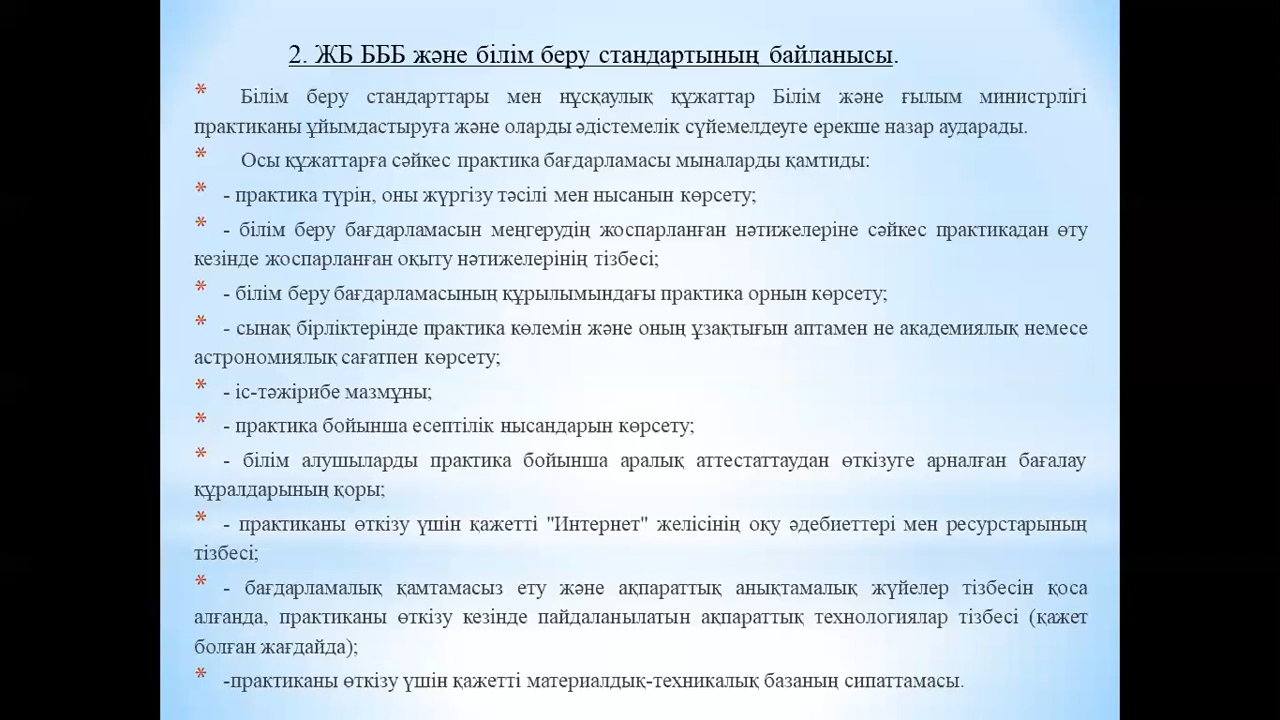 2. ЖБ БББ және білім беру стандартының байланысы.
* Білім беру стандарттары мен нұсқаулық құжаттар Білім және ғылым министрлігі
практиканы ұйымдастыруға және оларды әдістемелік сүйемелдеуге ерекше назар аударады.
* Осы құжаттарға сәйкес практика бағдарламасы мыналарды қамтиды:
* - практика түрін, оны жүргізу тәсілі мен нысанын көрсету;
* - білім беру бағдарламасын меңгерудің жоспарланған нәтижелеріне сәйкес практикадан өту
кезінде жоспарланған оқыту нәтижелерінің тізбесі;
* - білім беру бағдарламасының құрылымындағы практика орнын көрсету;
* - сынақ бірліктерінде практика көлемін және оның ұзақтығын аптамен не академиялық немесе
астрономиялық сағатпен көрсету;
* - іс-тәжірибе мазмұны;
* - практика бойынша есептілік нысандарын көрсету;
* - білім алушыларды практика бойынша аралық аттестаттаудан өткізуге арналған бағалау
құралдарының қоры;
* - практиканы өткізу үшін қажетті "Интернет" желісінің оқу әдебиеттері мен ресурстарының
тізбесі;
* - бағдарламалық қамтамасыз ету және ақпараттық анықтамалық жүйелер тізбесін қоса
алғанда, практиканы өткізу кезінде пайдаланылатын ақпараттық технологиялар тізбесі (қажет
болған жағдайда);
* -практиканы өткізу үшін қажетті материалдық-техникалық базаның сипаттамасы.